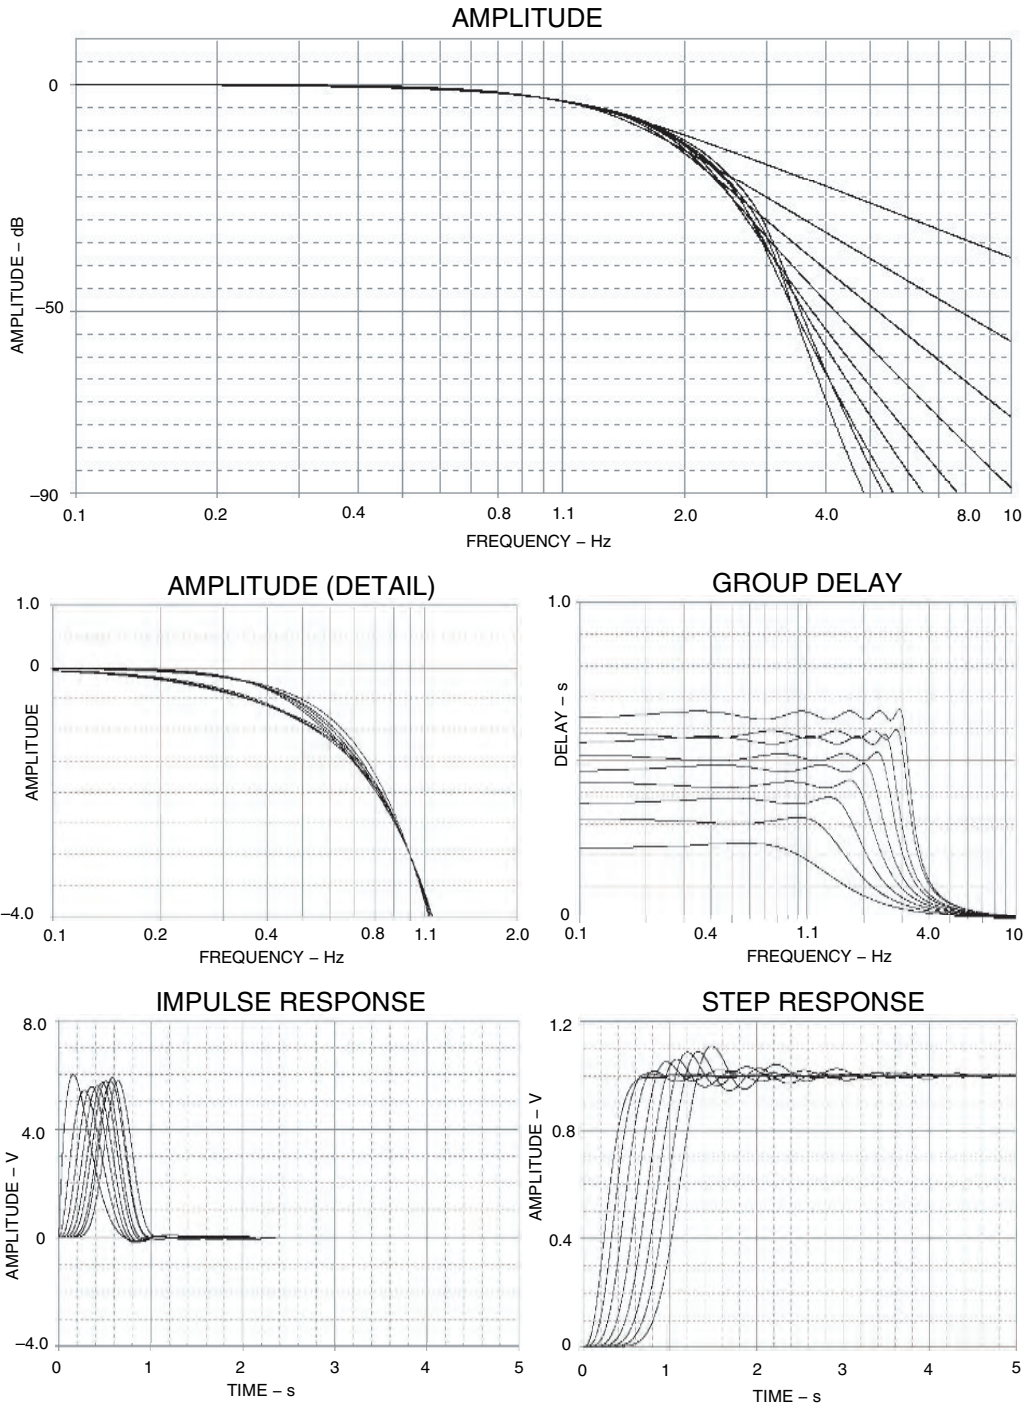 AMPLITUDE
0
–50
–90
AMPLITUDE – dB
0.1 0.2 0.4 0.8 1.1 2.0 4.0 8.0 10
FREQUENCY – Hz
AMPLITUDE (DETAIL)
1.0
0
–4.0
AMPLITUDE
0.1 0.2 0.4 0.8 1.1 2.0
FREQUENCY – Hz
GROUP DELAY
1.0
0
DELAY – s
0.1 0.4 1.1 4.0 10
FREQUENCY – Hz
IMPULSE RESPONSE
8.0
4.0
0
–4.0
AMPLITUDE – V
0 1 2 3 4 5
TIME – s
STEP RESPONSE
1.2
0.8
0.4
0
AMPLITUDE – V
0 1 2 3 4 5
TIME – s